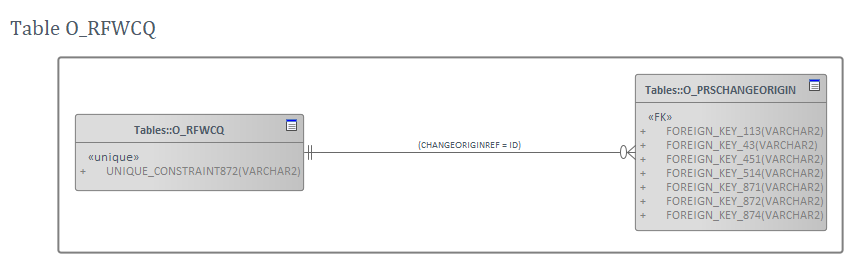 Table O_RFWCQ
Tables::O_RFWCQ
«unique»
+ UNIQUE_CONSTRAINT872(VARCHAR2)
(CHANGEORIGINREF = ID)
Tables::O_PRSCHANGEORIGIN
«FK»
+ FOREIGN_KEY_113(VARCHAR2)
+ FOREIGN_KEY_43(VARCHAR2)
+ FOREIGN_KEY_451(VARCHAR2)
+ FOREIGN_KEY_514(VARCHAR2)
+ FOREIGN_KEY_871(VARCHAR2)
+ FOREIGN_KEY_872(VARCHAR2)
+ FOREIGN_KEY_874(VARCHAR2)